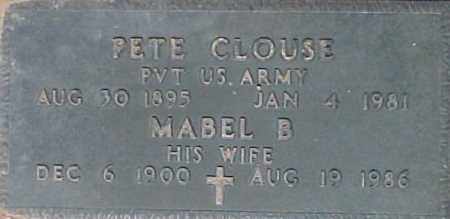 PETE CLOUSE
PVT US ARMY
AUG 30 1895 JAN 4 1981
MABEL B
HIS WIFE
DEC 6 1900 AUG 19 1986